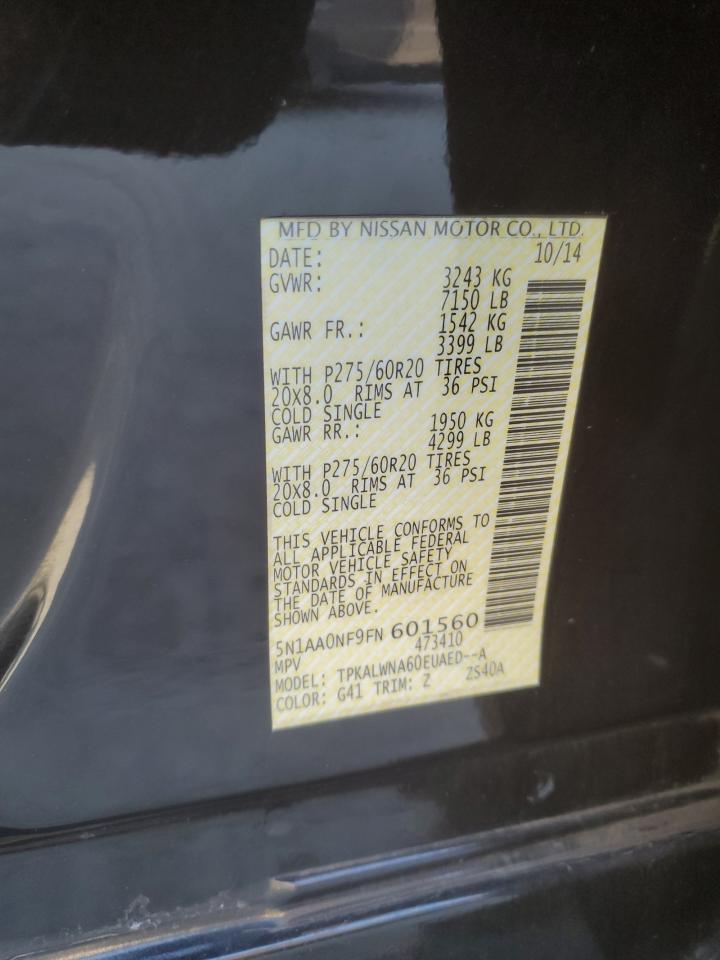 MFD BY NISSAN MOTOR CO., LTD.
DATE: 10/14
GVWR: 3243 KG
7150 LB
GAWR FR.: 1542 KG
3399 LB
WITH P275/60R20 TIRES
20X8.0 RIMS AT 36 PSI
COLD SINGLE
GAWR RR.: 1950 KG
4299 LB
WITH P275/60R20 TIRES
20X8.0 RIMS AT 36 PSI
COLD SINGLE
THIS VEHICLE CONFORMS TO
ALL APPLICABLE FEDERAL
MOTOR VEHICLE SAFETY
STANDARDS IN EFFECT ON
THE DATE OF MANUFACTURE
SHOWN ABOVE.
5N1AA0NF9FN 601560
MPV 473410
MODEL: TPKALWNA60EUAED--A
COLOR: G41 TRIM: Z ZS40A